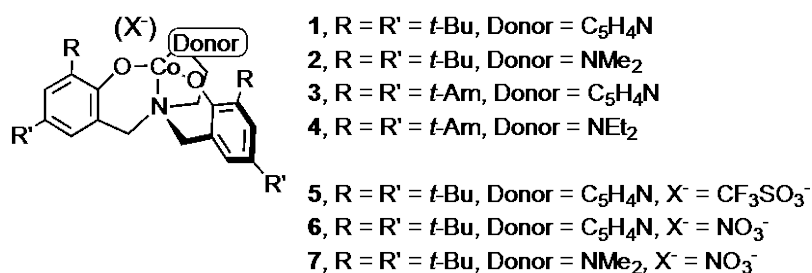 (X⁻)
Donor
R
O
Co
O
R
N
R'
R'
1, R = R' = t-Bu, Donor = C₅H₄N
2, R = R' = t-Bu, Donor = NMe₂
3, R = R' = t-Am, Donor = C₅H₄N
4, R = R' = t-Am, Donor = NEt₂
5, R = R' = t-Bu, Donor = C₅H₄N, X⁻ = CF₃SO₃⁻
6, R = R' = t-Bu, Donor = C₅H₄N, X⁻ = NO₃⁻
7, R = R' = t-Bu, Donor = NMe₂, X⁻ = NO₃⁻